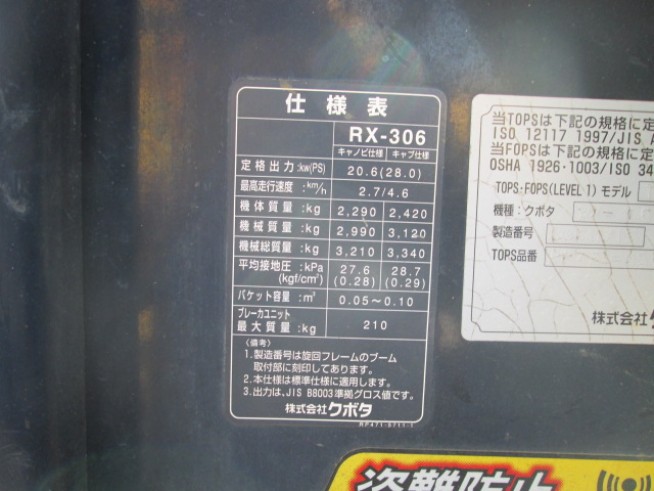 仕様表
RX-306
キャノピ仕様 キャブ仕様
定格出力:kW(PS) 20.6(28.0)
最高走行速度:km/h 2.7/4.6
機体質量:kg 2,290 2,420
機械質量:kg 2,990 3,120
機械総質量:kg 3,210 3,340
平均接地圧:kPa 27.6 28.7
(kgf/cm²) (0.28) (0.29)
バケット容量:m³ 0.05~0.10
ブレーカユニット
最大質量:kg 210
〈備考〉
1.製造番号は旋回フレームのブーム
取付部に刻印してあります。
2.本仕様は標準仕様に適用します。
3.出力は、JIS B8003準拠グロス値です。
株式会社クボタ
当TOPSは下記の規格に定
ISO 12117 1997/JIS A
当FOPSは下記の規格に定
OSHA 1926・1003/ISO 34
TOPS・FOPS(LEVEL 1) モデル
機種:クボタ
製造番号
TOPS品番
株式会社ク
盗難防止